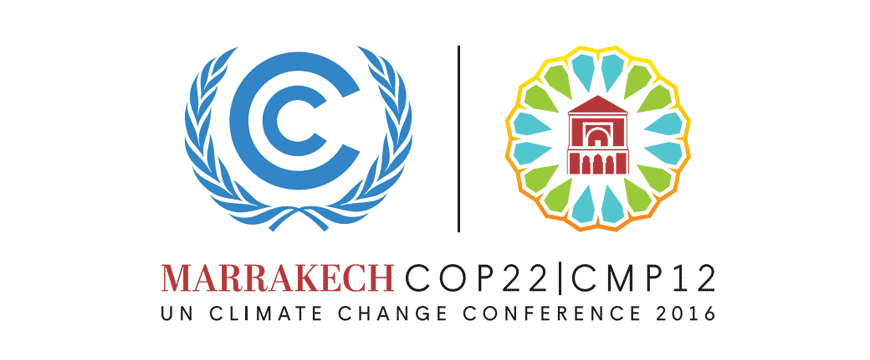 MARRAKECH COP22|CMP12
UN CLIMATE CHANGE CONFERENCE 2016